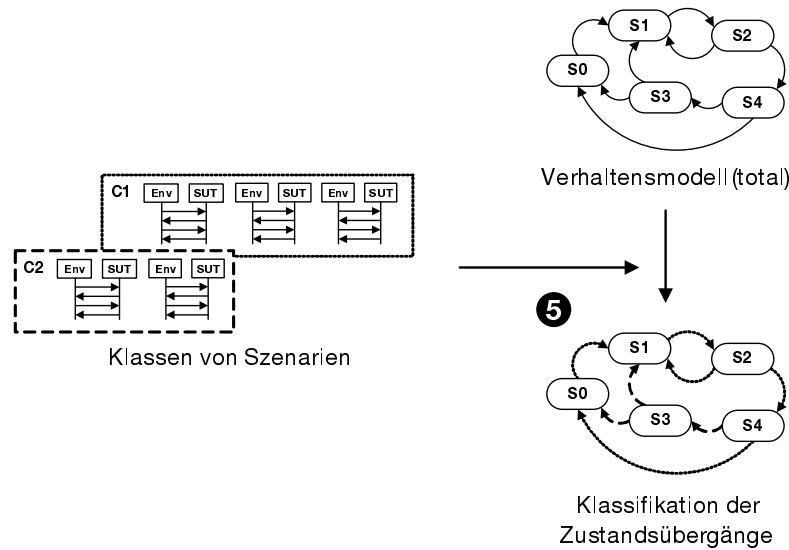 S1
S2
S0
S3
S4
Verhaltensmodell (total)
C1 Env SUT Env SUT Env SUT
C2 Env SUT Env SUT
Klassen von Szenarien
5
S1
S2
S0
S3
S4
Klassifikation der
Zustandsübergänge